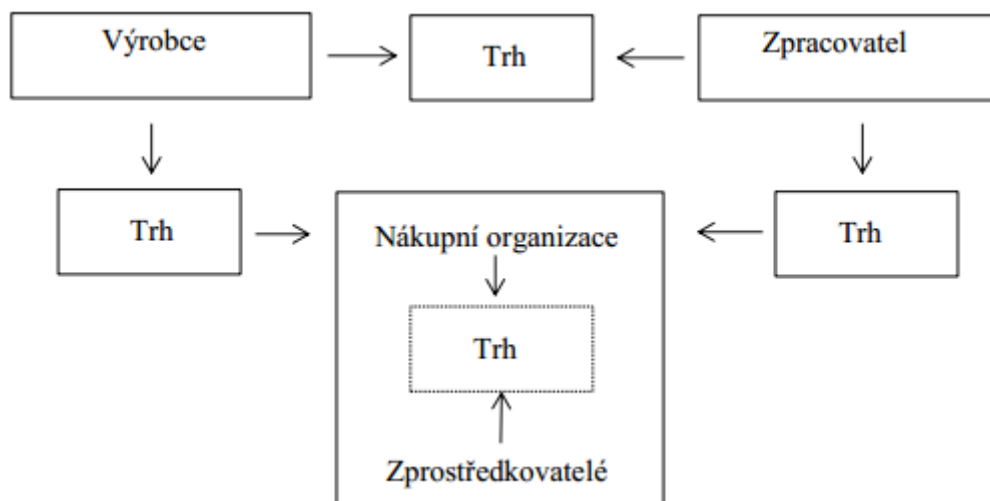 Výrobce
Trh
Zpracovatel
Trh
Nákupní organizace
Trh
Trh
Zprostředkovatelé